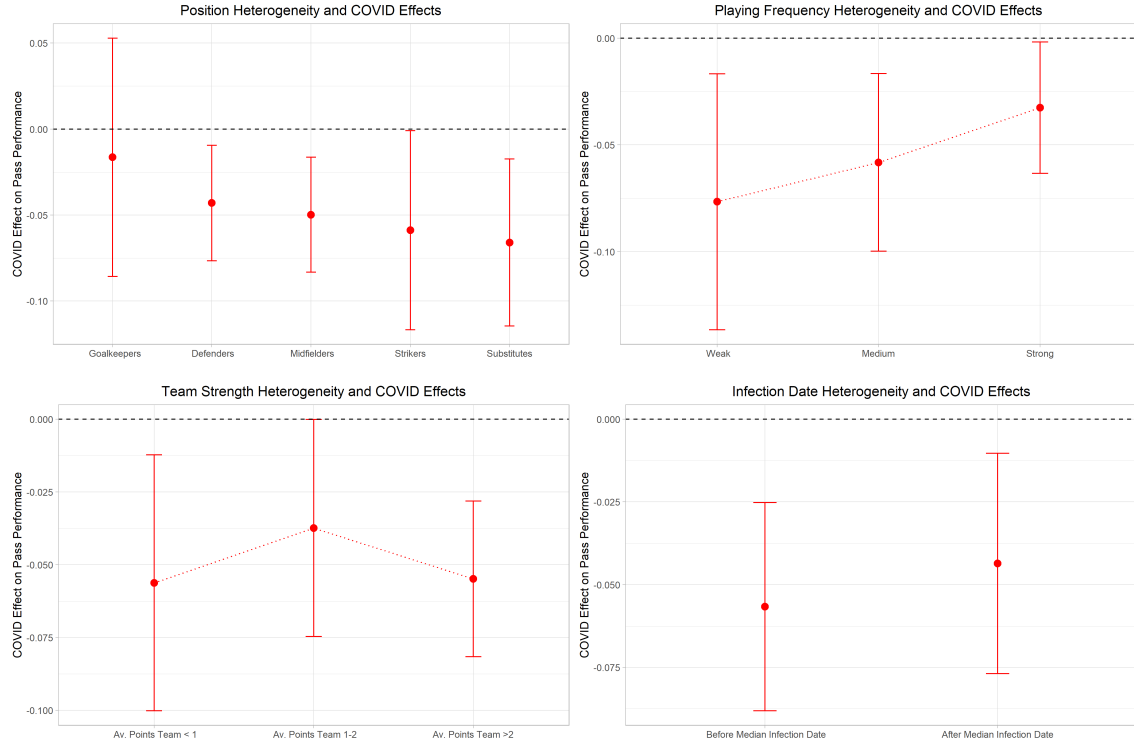 Position Heterogeneity and COVID Effects
COVID Effect on Pass Performance
0.05
0.00
-0.05
-0.10
Goalkeepers Defenders Midfielders Strikers Substitutes
Playing Frequency Heterogeneity and COVID Effects
COVID Effect on Pass Performance
0.00
-0.05
-0.10
Weak Medium Strong
Team Strength Heterogeneity and COVID Effects
COVID Effect on Pass Performance
0.000
-0.025
-0.050
-0.075
-0.100
Av. Points Team < 1 Av. Points Team 1-2 Av. Points Team >2
Infection Date Heterogeneity and COVID Effects
COVID Effect on Pass Performance
0.000
-0.025
-0.050
-0.075
Before Median Infection Date After Median Infection Date